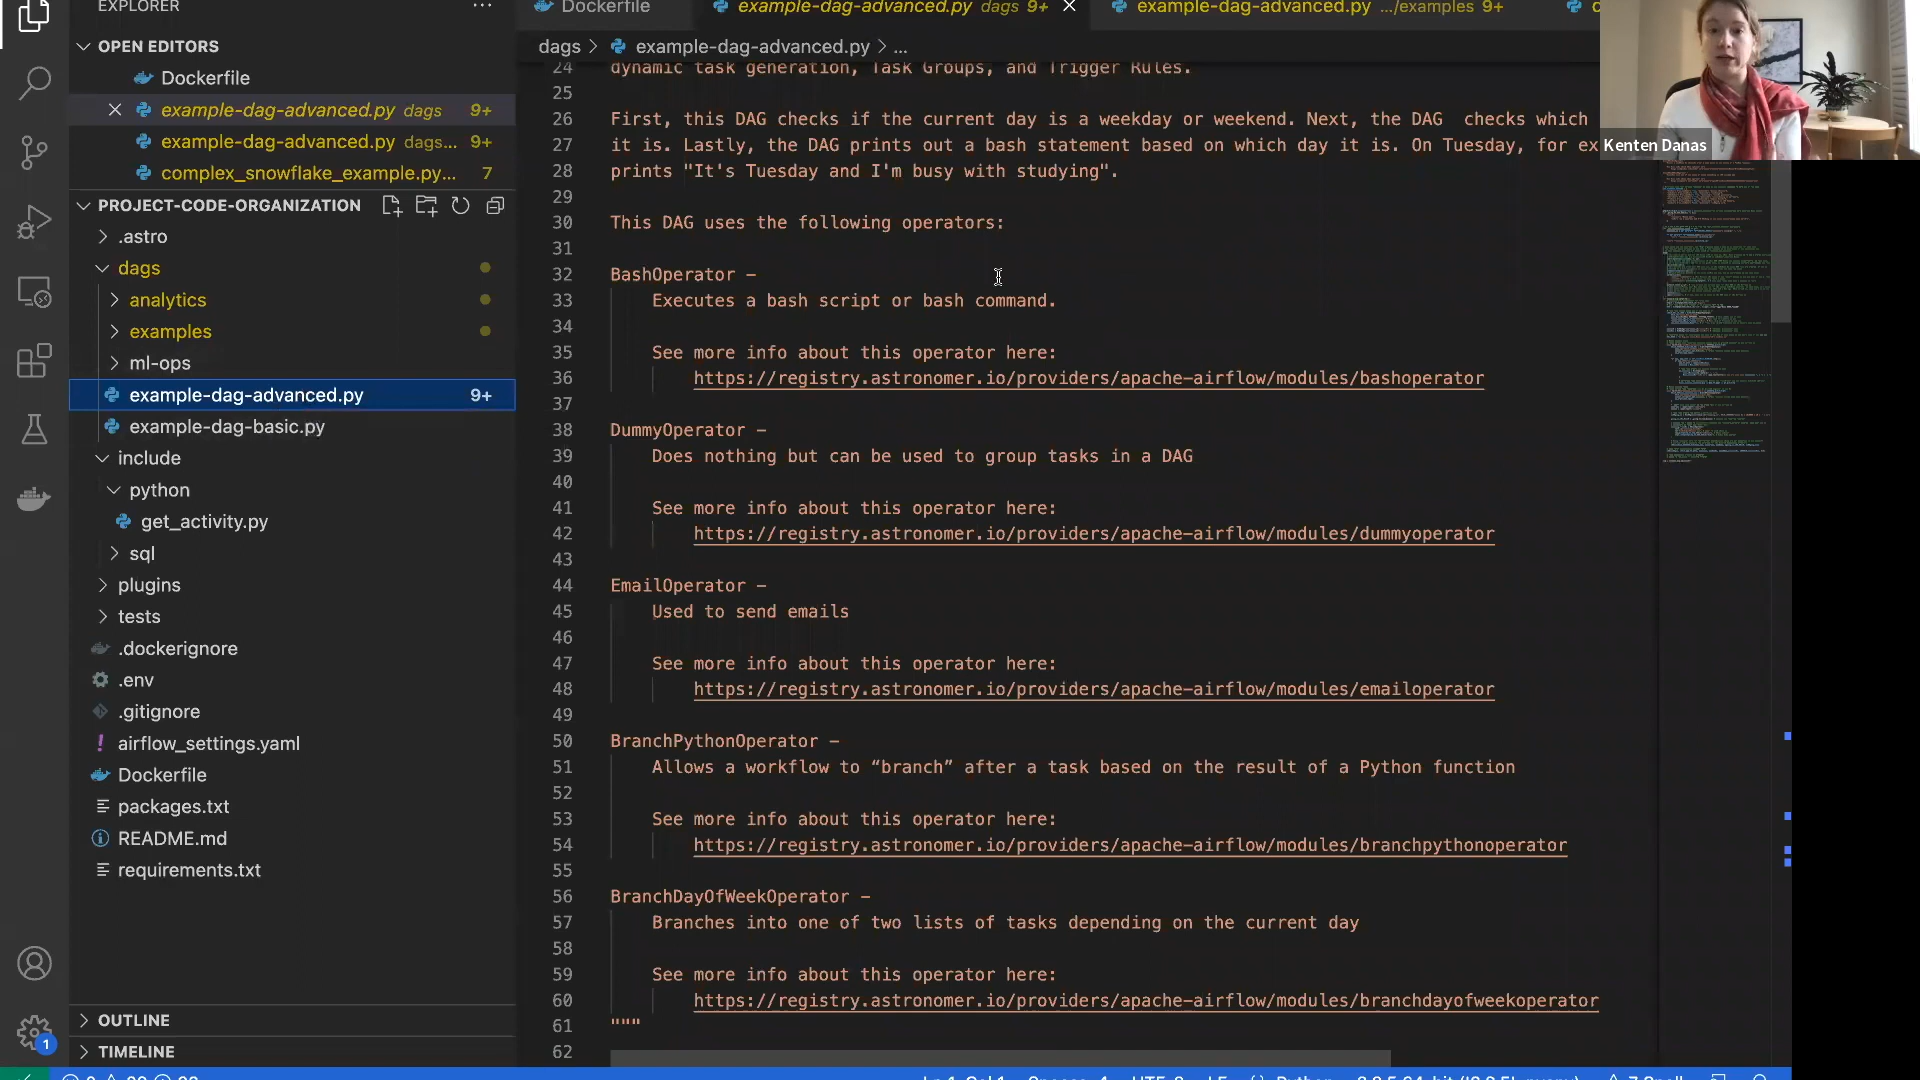 EXPLORER
OPEN EDITORS
Dockerfile
example-dag-advanced.py dags 9+
example-dag-advanced.py dags... 9+
complex_snowflake_example.py... 7
PROJECT-CODE-ORGANIZATION
.astro
dags
analytics
examples
ml-ops
example-dag-advanced.py 9+
example-dag-basic.py
include
python
get_activity.py
sql
plugins
tests
.dockerignore
.env
.gitignore
airflow_settings.yaml
Dockerfile
packages.txt
README.md
requirements.txt
OUTLINE
TIMELINE
1
Dockerfile
example-dag-advanced.py dags 9+
example-dag-advanced.py .../examples 9+
dags > example-dag-advanced.py > ...
24 dynamic task generation, Task Groups, and Trigger Rules.
25
26 First, this DAG checks if the current day is a weekday or weekend. Next, the DAG  checks which
27 it is. Lastly, the DAG prints out a bash statement based on which day it is. On Tuesday, for ex
28 prints "It's Tuesday and I'm busy with studying".
29
30 This DAG uses the following operators:
31
32 BashOperator –
33 Executes a bash script or bash command.
34
35 See more info about this operator here:
36 https://registry.astronomer.io/providers/apache-airflow/modules/bashoperator
37
38 DummyOperator –
39 Does nothing but can be used to group tasks in a DAG
40
41 See more info about this operator here:
42 https://registry.astronomer.io/providers/apache-airflow/modules/dummyoperator
43
44 EmailOperator –
45 Used to send emails
46
47 See more info about this operator here:
48 https://registry.astronomer.io/providers/apache-airflow/modules/emailoperator
49
50 BranchPythonOperator –
51 Allows a workflow to “branch” after a task based on the result of a Python function
52
53 See more info about this operator here:
54 https://registry.astronomer.io/providers/apache-airflow/modules/branchpythonoperator
55
56 BranchDayOfWeekOperator –
57 Branches into one of two lists of tasks depending on the current day
58
59 See more info about this operator here:
60 https://registry.astronomer.io/providers/apache-airflow/modules/branchdayofweekoperator
61 """
62
Kenten Danas